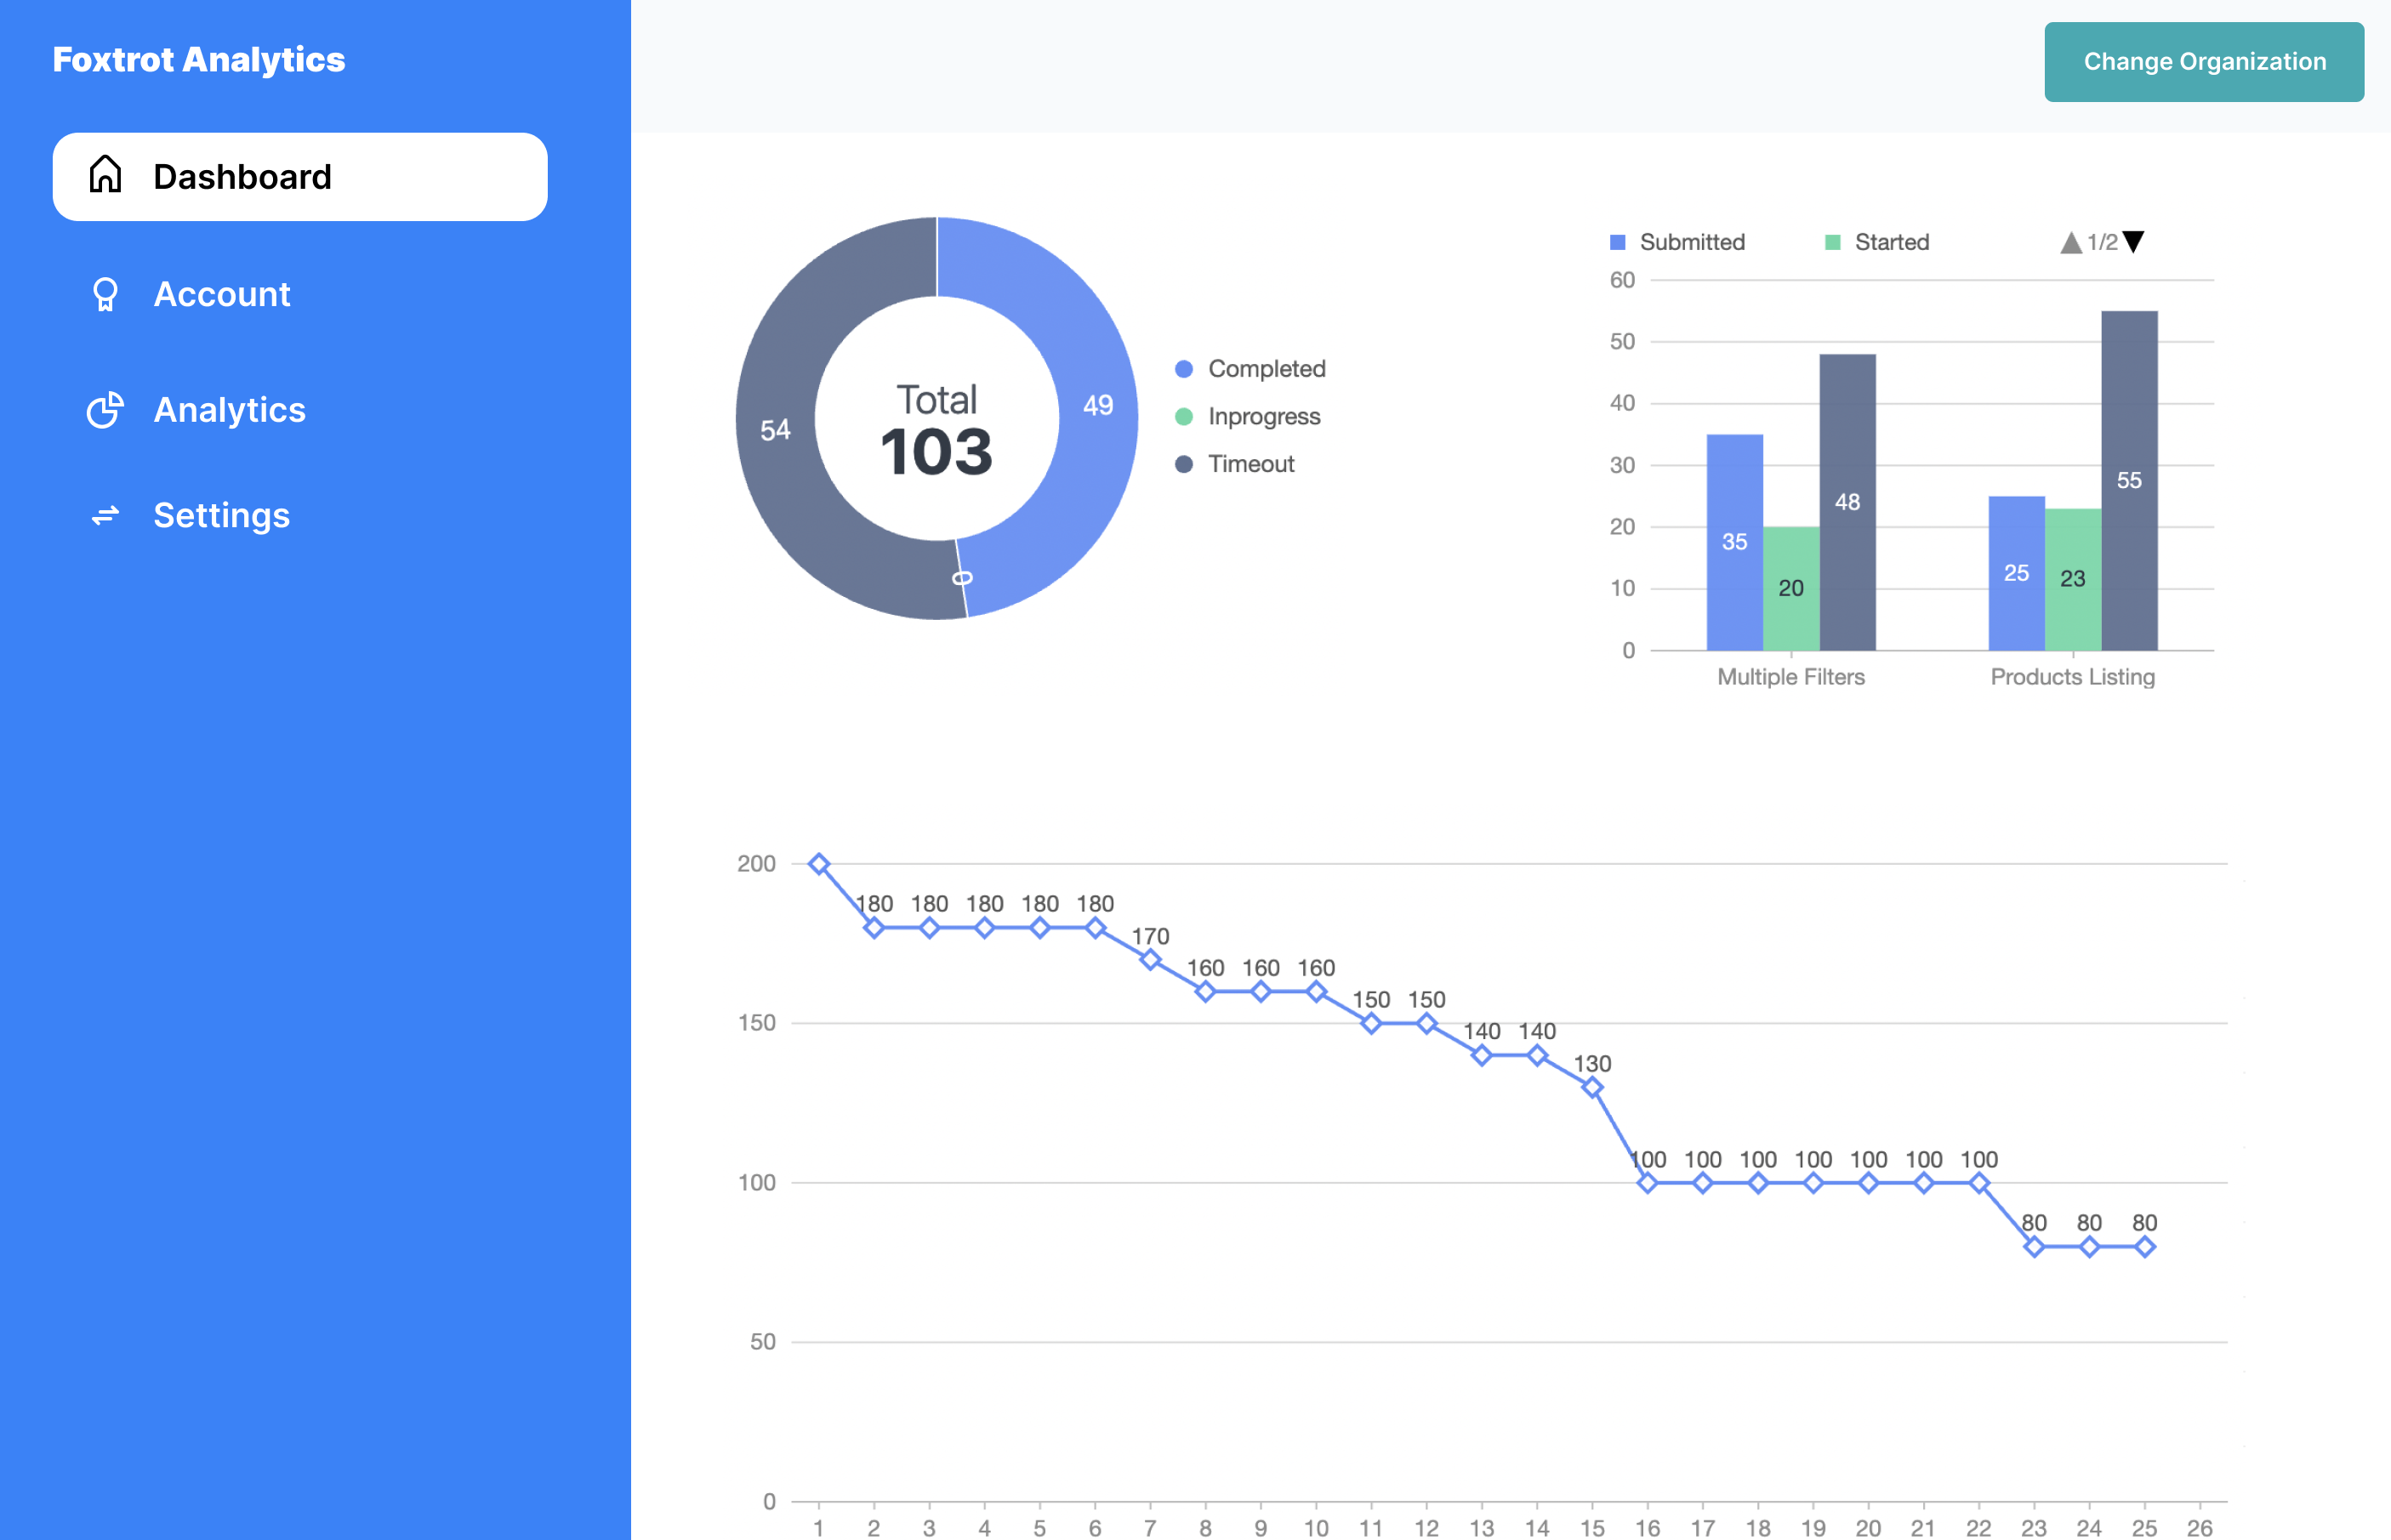 Foxtrot Analytics
Change Organization
Dashboard
Account
Analytics
Settings
Total
103
54
49
0
Completed
Inprogress
Timeout
Submitted Started 1/2
60
50
40
30
20
10
0
35
20
48
25
23
55
Multiple Filters Products Listing
200
150
100
50
0
180 180 180 180 180
170
160 160 160
150 150
140 140
130
100 100 100 100 100 100 100
80 80 80
1 2 3 4 5 6 7 8 9 10 11 12 13 14 15 16 17 18 19 20 21 22 23 24 25 26